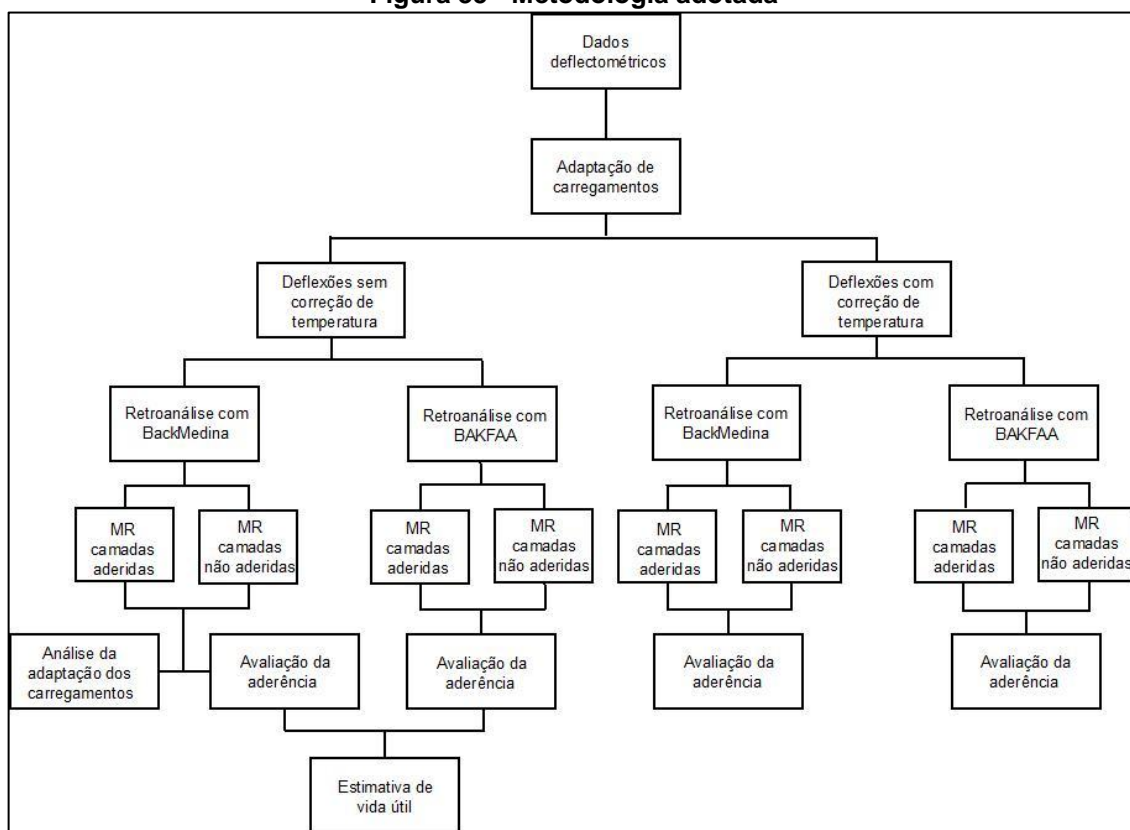 Figura 33 - Metodologia adotada
Dados
deflectométricos
Adaptação de
carregamentos
Deflexões sem
correção de
temperatura
Deflexões com
correção de
temperatura
Retroanálise com
BackMedina
Retroanálise com
BAKFAA
Retroanálise com
BackMedina
Retroanálise com
BAKFAA
MR
camadas
aderidas
MR
camadas
não aderidas
MR
camadas
aderidas
MR
camadas
não aderidas
MR
camadas
aderidas
MR
camadas
não aderidas
MR
camadas
aderidas
MR
camadas
não aderidas
Análise da
adaptação dos
carregamentos
Avaliação da
aderência
Avaliação da
aderência
Avaliação da
aderência
Avaliação da
aderência
Estimativa de
vida útil